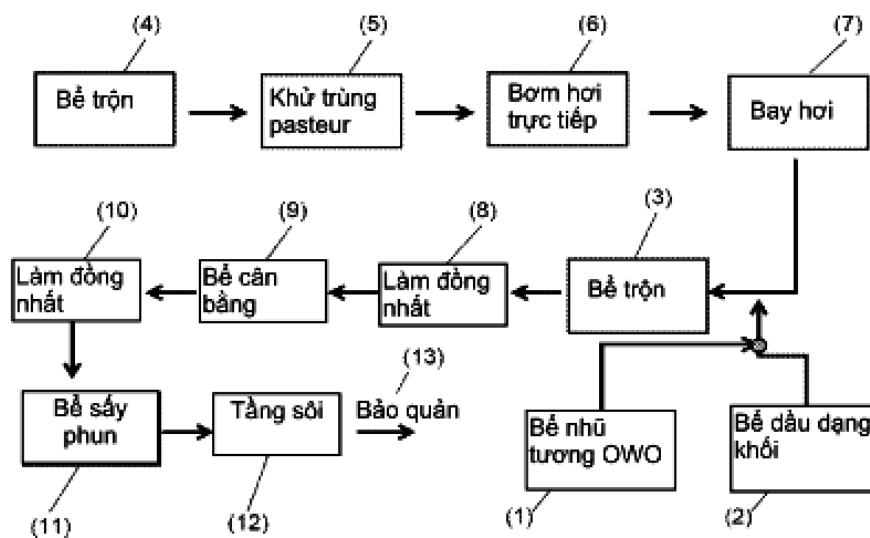 (4)
(5)
(6)
(7)
Bể trộn
Khử trùng
pasteur
Bơm hơi
trực tiếp
Bay hơi
(10)
(9)
(8)
(3)
Làm đồng
nhất
Bể cân
bằng
Làm đồng
nhất
Bể trộn
(13)
Bể sấy
phun
Tầng sôi
Bảo quản
Bể nhũ
tương OWO
Bể dầu dạng
khối
(11)
(12)
(1)
(2)